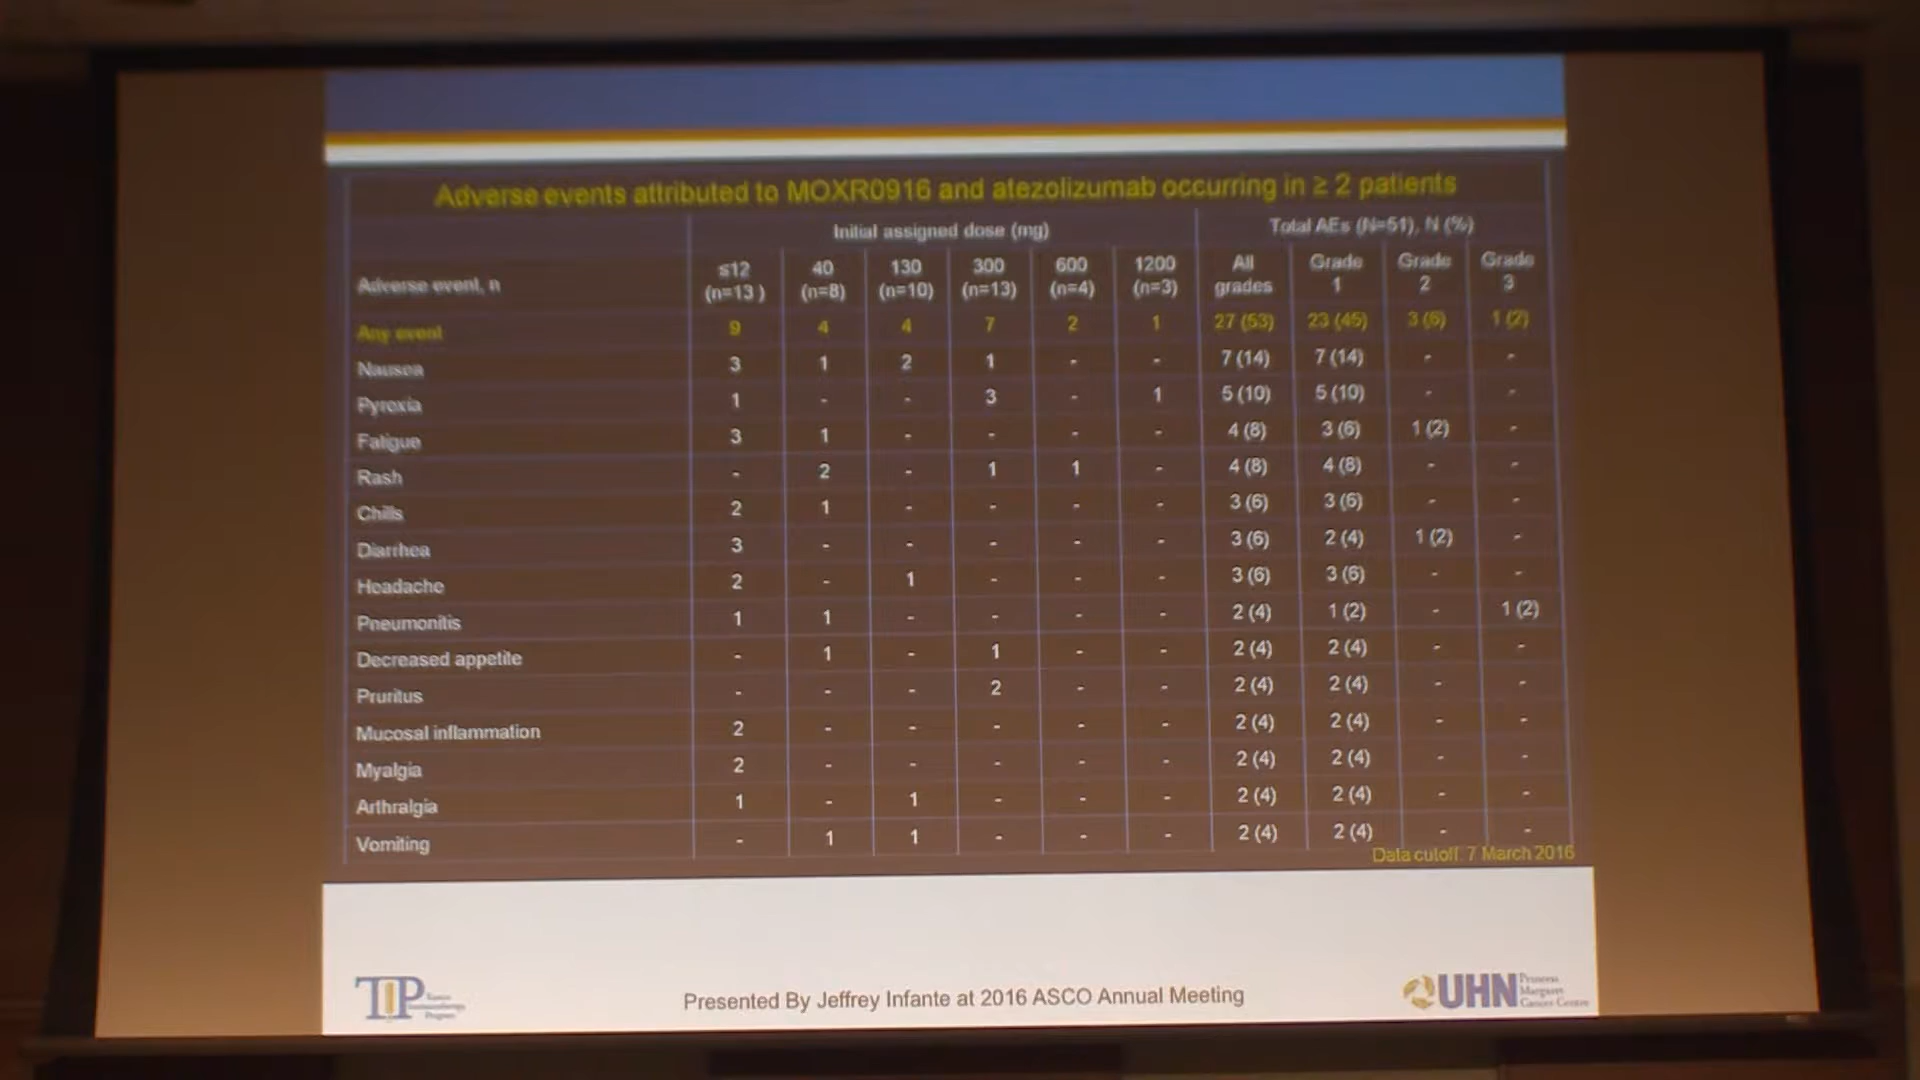 Adverse events attributed to MOXR0916 and atezolizumab occurring in ≥ 2 patients
Initial assigned dose (mg) Total AEs (N=51), N (%)
Adverse event, n ≤12 (n=13 ) 40 (n=8) 130 (n=10) 300 (n=13) 600 (n=4) 1200 (n=3) All grades Grade 1 Grade 2 Grade 3
Any event 9 4 4 7 2 1 27 (53) 23 (45) 3 (6) 1 (2)
Nausea 3 1 2 1 - - 7 (14) 7 (14) - -
Pyrexia 1 - - 3 - 1 5 (10) 5 (10) - -
Fatigue 3 1 - - - - 4 (8) 3 (6) 1 (2) -
Rash - 2 - 1 1 - 4 (8) 4 (8) - -
Chills 2 1 - - - - 3 (6) 3 (6) - -
Diarrhea 3 - - - - - 3 (6) 2 (4) 1 (2) -
Headache 2 - 1 - - - 3 (6) 3 (6) - -
Pneumonitis 1 1 - - - - 2 (4) 1 (2) - 1 (2)
Decreased appetite - 1 - 1 - - 2 (4) 2 (4) - -
Pruritus - - - 2 - - 2 (4) 2 (4) - -
Mucosal inflammation 2 - - - - - 2 (4) 2 (4) - -
Myalgia 2 - - - - - 2 (4) 2 (4) - -
Arthralgia 1 - 1 - - - 2 (4) 2 (4) - -
Vomiting - 1 1 - - - 2 (4) 2 (4) - -
Data cutoff: 7 March 2016
TIP
Program
Presented By Jeffrey Infante at 2016 ASCO Annual Meeting
UHN
Princess
Margaret
Cancer Centre